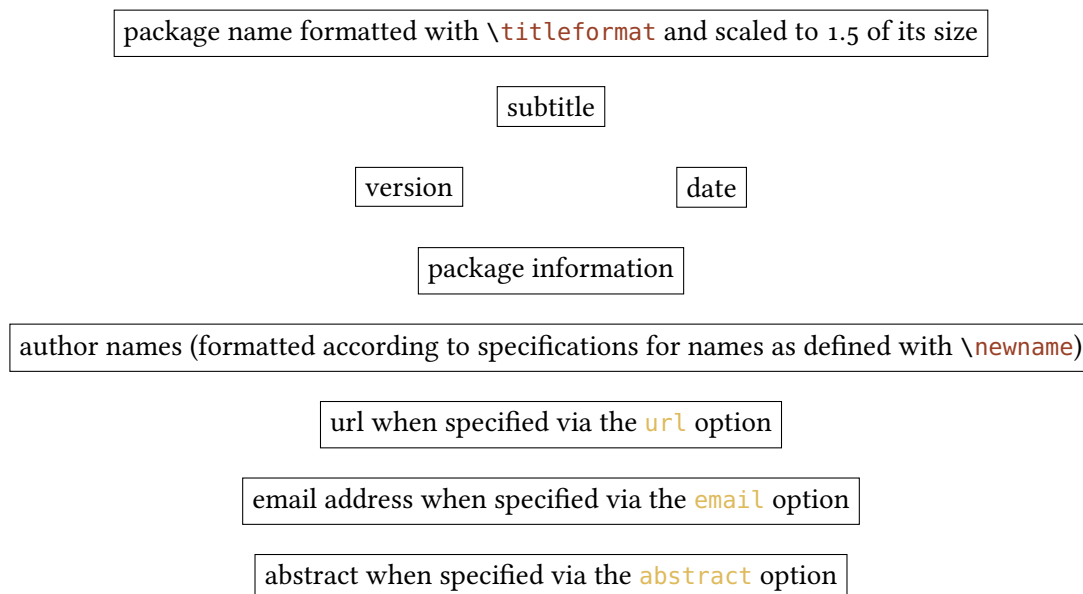 package name formatted with \titleformat and scaled to 1.5 of its size
subtitle
version date
package information
author names (formatted according to specifications for names as defined with \newname)
url when specified via the url option
email address when specified via the email option
abstract when specified via the abstract option